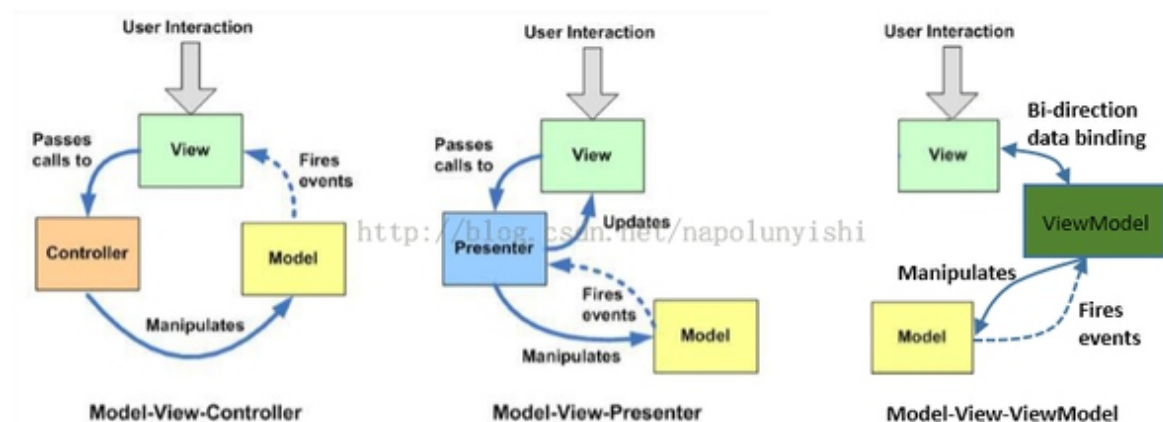 User Interaction
View
Passes
calls to
Fires
events
Controller
Model
Manipulates
Model-View-Controller
User Interaction
View
Passes
calls to
Updates
Presenter
Fires
events
Manipulates
Model
Model-View-Presenter
User Interaction
View
Bi-direction
data binding
ViewModel
Manipulates
Model
Fires
events
Model-View-ViewModel
http://blog.csdn.net/napolunyishi